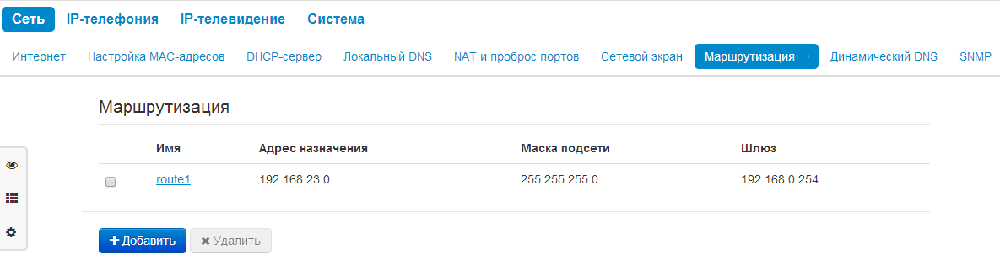 Сеть IP-телефония IP-телевидение Система
Интернет Настройка MAC-адресов DHCP-сервер Локальный DNS NAT и проброс портов Сетевой экран Маршрутизация Динамический DNS SNMP
Маршрутизация
Имя Адрес назначения Маска подсети Шлюз
route1 192.168.23.0 255.255.255.0 192.168.0.254
Добавить Удалить